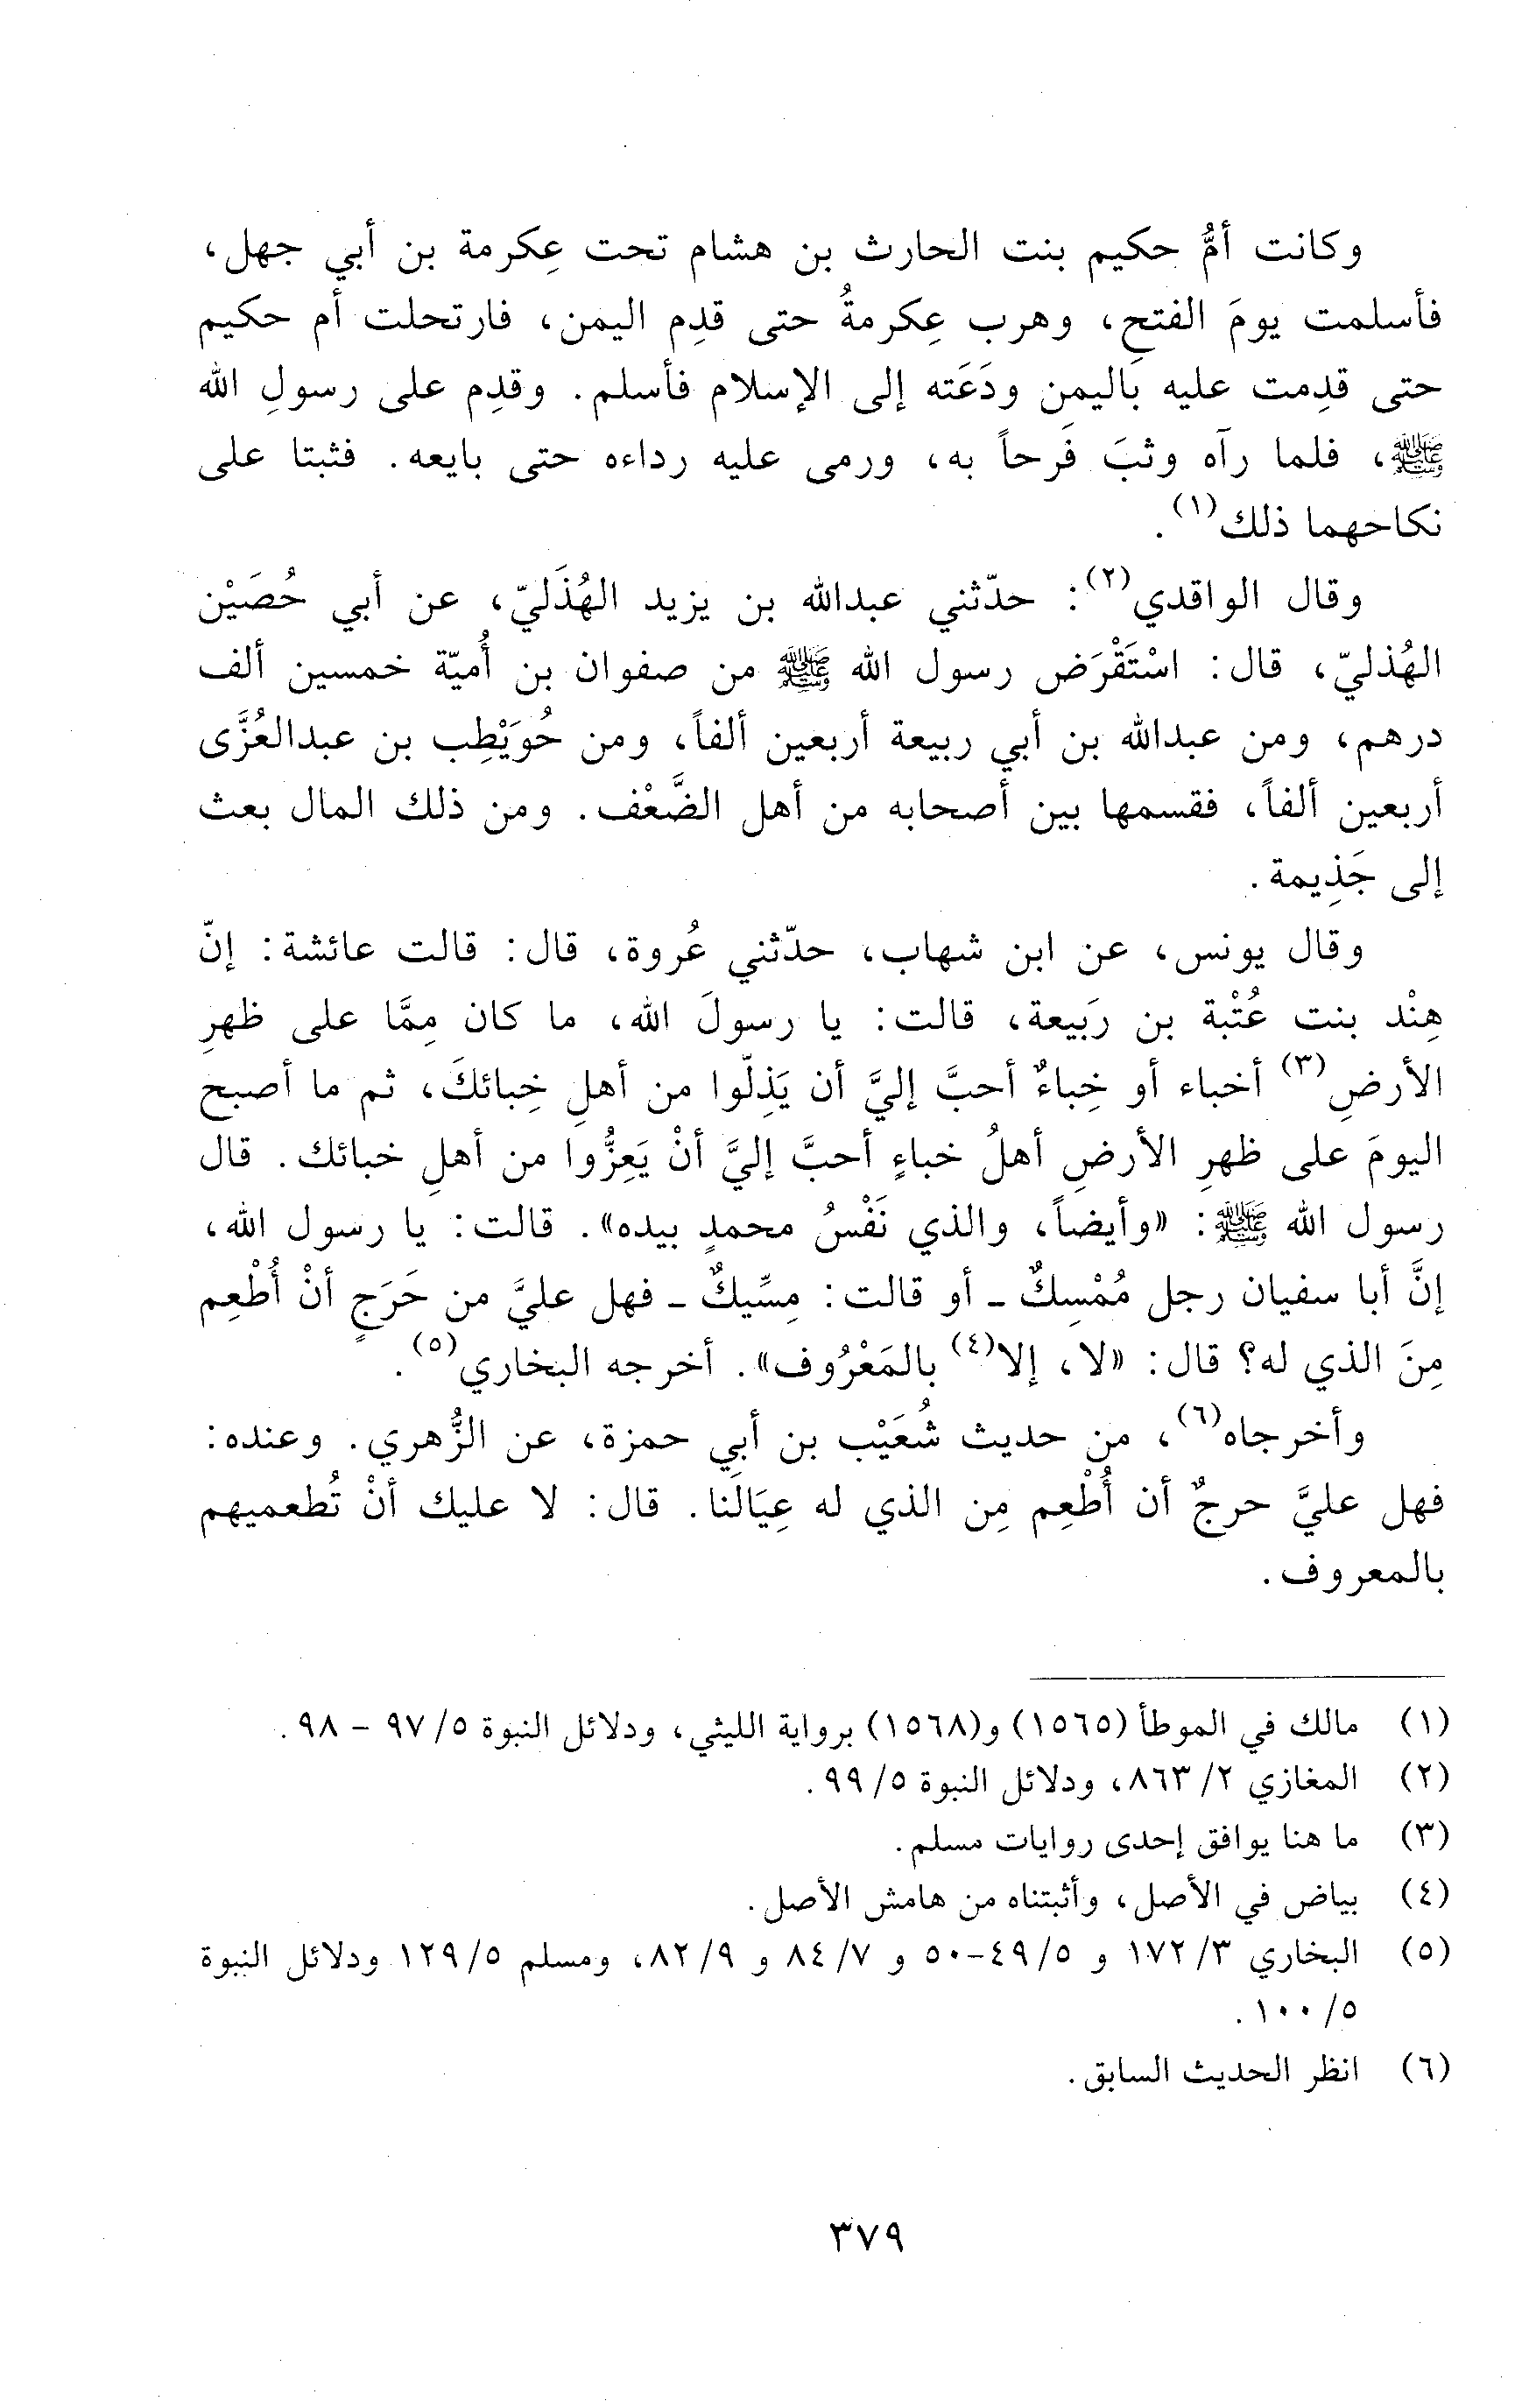 وكانت أمُّ حكيم بنت الحارث بن هشام تحت عِكرمة بن أبي جهل،
فأسلمت يومَ الفتحِ، وهرب عِكرمةُ حتى قدِم اليمن، فارتحلت أم حكيم
حتى قدِمت عليه باليمن ودَعَته إلى الإسلام فأسلم. وقدِم على رسولِ الله
ﷺ، فلما رآه وثبَ فَرحاً به، ورمى عليه رداءه حتى بايعه. فثبتا على
نكاحهما ذلك(١).
وقال الواقدي(٢): حدّثني عبدالله بن يزيد الهُذَليّ، عن أبي حُصَيْن
الهُذليّ، قال: اسْتَقْرَض رسول الله ﷺ من صفوان بن أُميّة خمسين ألف
درهم، ومن عبدالله بن أبي ربيعة أربعين ألفاً، ومن حُوَيْطِب بن عبدالعُزَّى
أربعين ألفاً، فقسمها بين أصحابه من أهل الضَّعْف. ومن ذلك المال بعث
إلى جَذِيمة.
وقال يونس، عن ابن شهاب، حدّثني عُروة، قال: قالت عائشة: إنّ
هِنْد بنت عُتْبة بن رَبيعة، قالت: يا رسولَ الله، ما كان مِمَّا على ظهرِ
الأرضِ(٣) أخباء أو خِباءٌ أحبَّ إليَّ أن يَذِلّوا من أهلِ خِبائكَ، ثم ما أصبح
اليومَ على ظهرِ الأرضِ أهلُ خباءٍ أحبَّ إليَّ أنْ يَعِزُّوا من أهلِ خبائك. قال
رسول الله ﷺ: «وأيضاً، والذي نَفْسُ محمدٍ بيده». قالت: يا رسول الله،
إنَّ أبا سفيان رجل مُمْسِكٌ ـ أو قالت: مِسِّيكٌ ـ فهل عليَّ من حَرَجٍ أنْ أُطْعِم
مِنَ الذي له؟ قال: «لا، إلا(٤) بالمَعْرُوف». أخرجه البخاري(٥).
وأخرجاه(٦)، من حديث شُعَيْب بن أبي حمزة، عن الزُّهري. وعنده:
فهل عليَّ حرجٌ أن أُطْعِم مِن الذي له عِيَالَنا. قال: لا عليك أنْ تُطعميهم
بالمعروف.
(١) مالك في الموطأ (١٥٦٥) و(١٥٦٨) برواية الليثي، ودلائل النبوة ٥/ ٩٧ – ٩٨.
(٢) المغازي ٢/ ٨٦٣، ودلائل النبوة ٥/ ٩٩.
(٣) ما هنا يوافق إحدى روايات مسلم.
(٤) بياض في الأصل، وأثبتناه من هامش الأصل.
(٥) البخاري ٣/ ١٧٢ و ٥/ ٤٩-٥٠ و ٧/ ٨٤ و ٩/ ٨٢، ومسلم ٥/ ١٢٩ ودلائل النبوة
٥/ ١٠٠.
(٦) انظر الحديث السابق.
٣٧٩